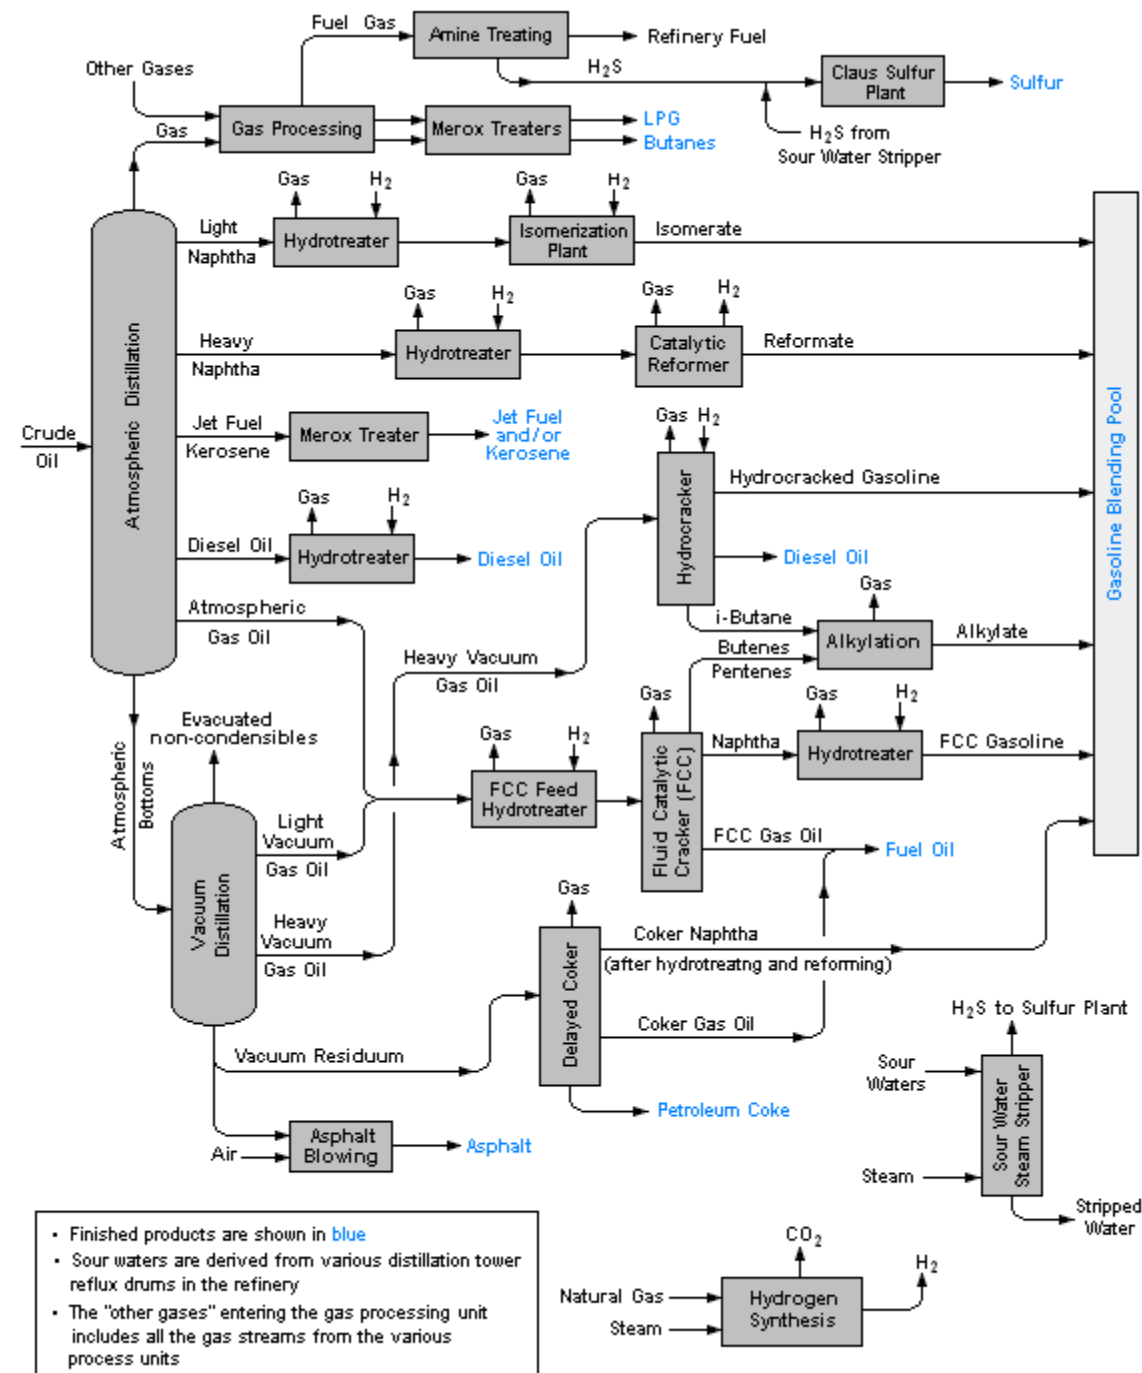 Fuel Gas
Amine Treating
Refinery Fuel
Other Gases
H2S
Claus Sulfur
Plant
Sulfur
Gas
Gas Processing
Merox Treaters
LPG
Butanes
H2S from
Sour Water Stripper
Gas
H2
Gas
H2
Light
Naphtha
Hydrotreater
Isomerization
Plant
Isomerate
Gas
H2
Gas
H2
Heavy
Naphtha
Hydrotreater
Catalytic
Reformer
Reformate
Atmospheric Distillation
Crude
Oil
Jet Fuel
Kerosene
Merox Treater
Jet Fuel
and/or
Kerosene
Gas
H2
Hydrocracker
Hydrocracked Gasoline
Gasoline Blending Pool
Gas
H2
Diesel Oil
Hydrotreater
Diesel Oil
Diesel Oil
Gas
Atmospheric
Gas Oil
i-Butane
Butenes
Pentenes
Alkylation
Alkylate
Heavy Vacuum
Gas Oil
Gas
Gas
H2
Evacuated
non-condensibles
Gas
H2
Naphtha
Hydrotreater
FCC Gasoline
Atmospheric
Bottoms
FCC Feed
Hydrotreater
Fluid Catalytic
Cracker (FCC)
Light
Vacuum
Gas Oil
FCC Gas Oil
Fuel Oil
Vacuum
Distillation
Heavy
Vacuum
Gas Oil
Gas
Delayed Coker
Coker Naphtha
(after hydrotreatng and reforming)
Coker Gas Oil
H2S to Sulfur Plant
Vacuum Residuum
Sour
Waters
Sour Water
Steam Stripper
Petroleum Coke
Air
Asphalt
Blowing
Asphalt
Steam
Stripped
Water
• Finished products are shown in blue
• Sour waters are derived from various distillation tower
reflux drums in the refinery
• The "other gases" entering the gas processing unit
includes all the gas streams from the various
process units
CO2
H2
Natural Gas
Steam
Hydrogen
Synthesis